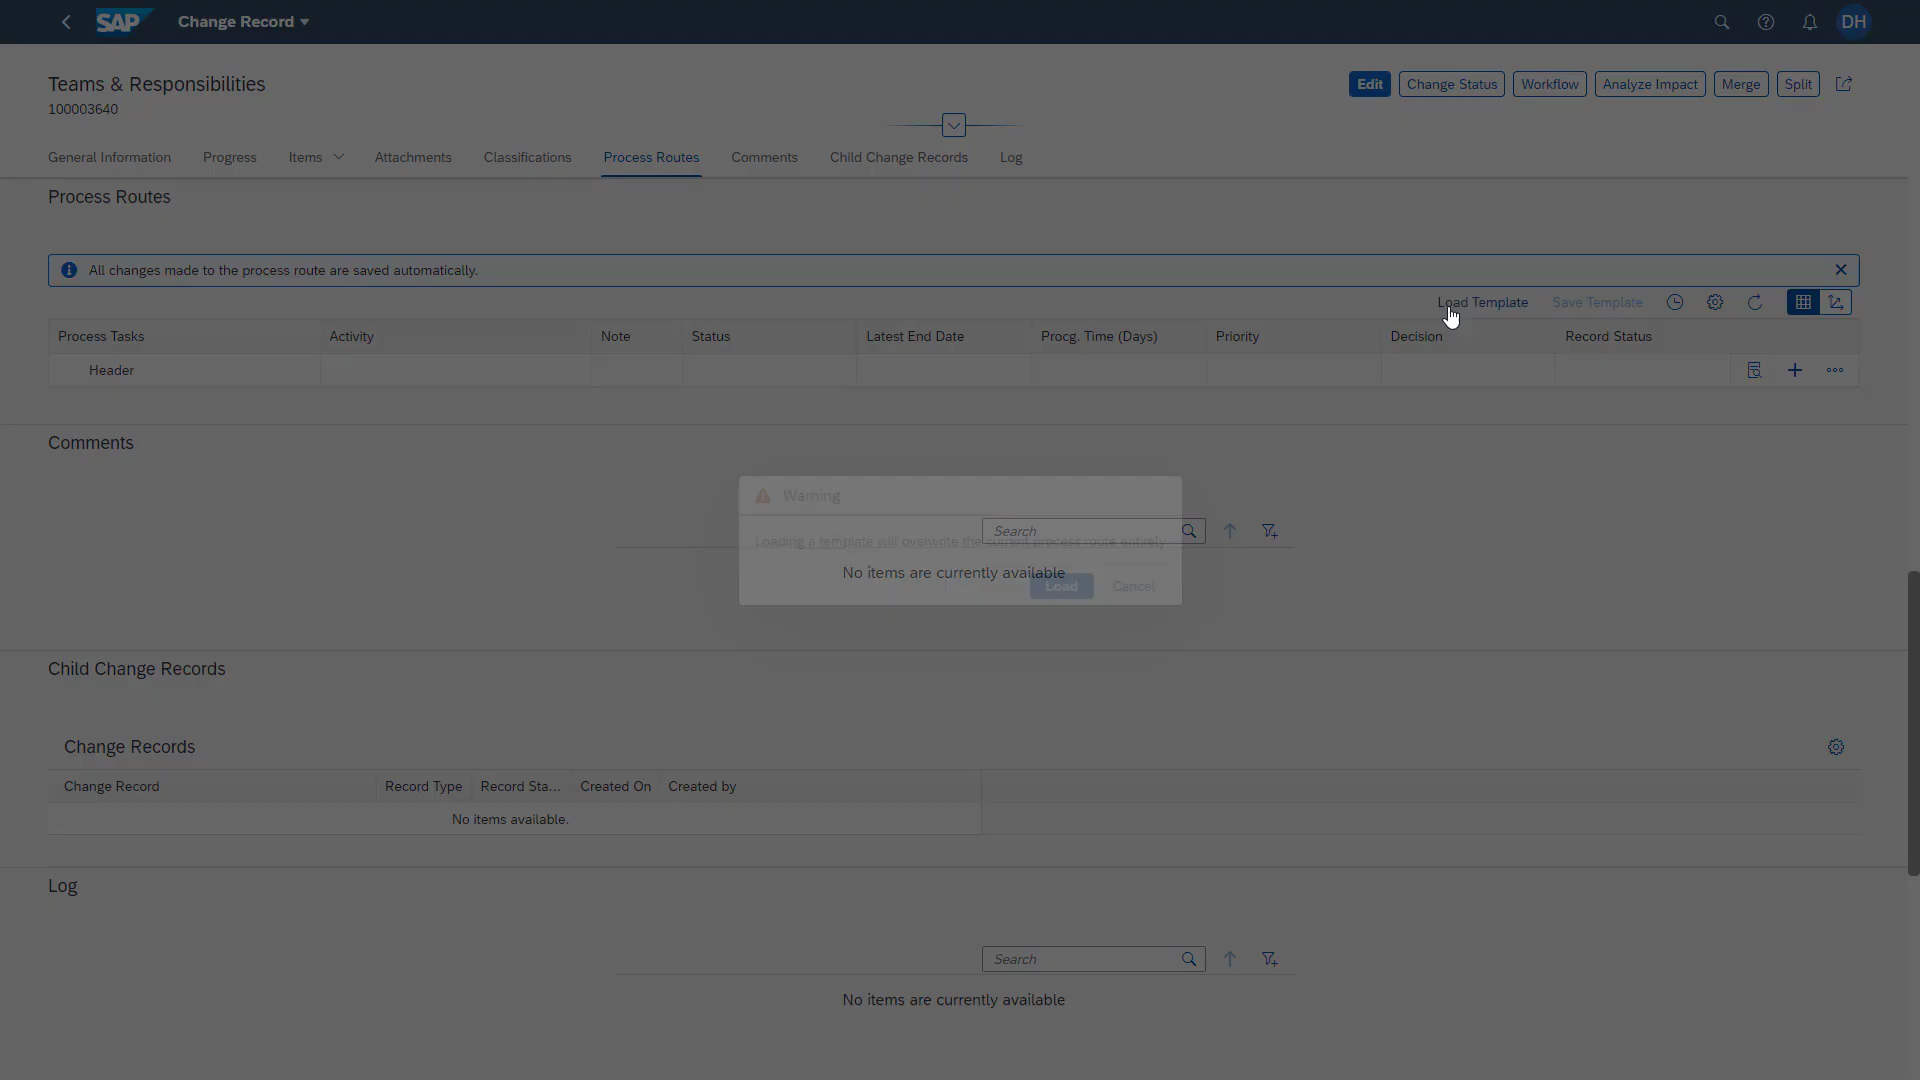 SAP Change Record DH
Teams & Responsibilities
100003640
Edit Change Status Workflow Analyze Impact Merge Split
General Information Progress Items Attachments Classifications Process Routes Comments Child Change Records Log
Process Routes
All changes made to the process route are saved automatically.
Load Template Save Template
Process Tasks Activity Note Status Latest End Date Procg. Time (Days) Priority Decision Record Status
Header
Comments
Warning
Search
Loading a template will overwrite the current process route entirely
No items are currently available
Load Cancel
Child Change Records
Change Records
Change Record Record Type Record Sta... Created On Created by
No items available.
Log
Search
No items are currently available